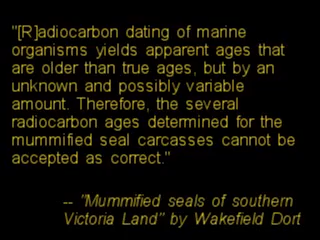 "[R]adiocarbon dating of marine
organisms yields apparent ages that
are older than true ages, but by an
unknown and possibly variable
amount. Therefore, the several
radiocarbon ages determined for the
mummified seal carcasses cannot be
accepted as correct."
-- "Mummified seals of southern
Victoria Land" by Wakefield Dort